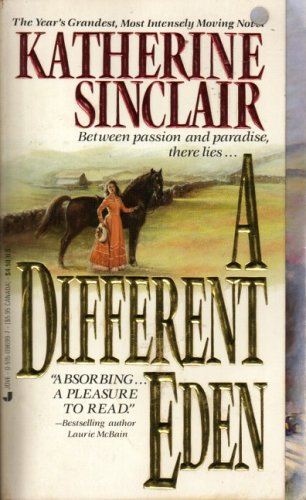 The Year's Grandest, Most Intensely Moving Novel
KATHERINE
SINCLAIR
Between passion and paradise,
there lies...
A
DIFFERENT
EDEN
"ABSORBING...
A PLEASURE
TO READ."
—Bestselling author
Laurie McBain
JOVE